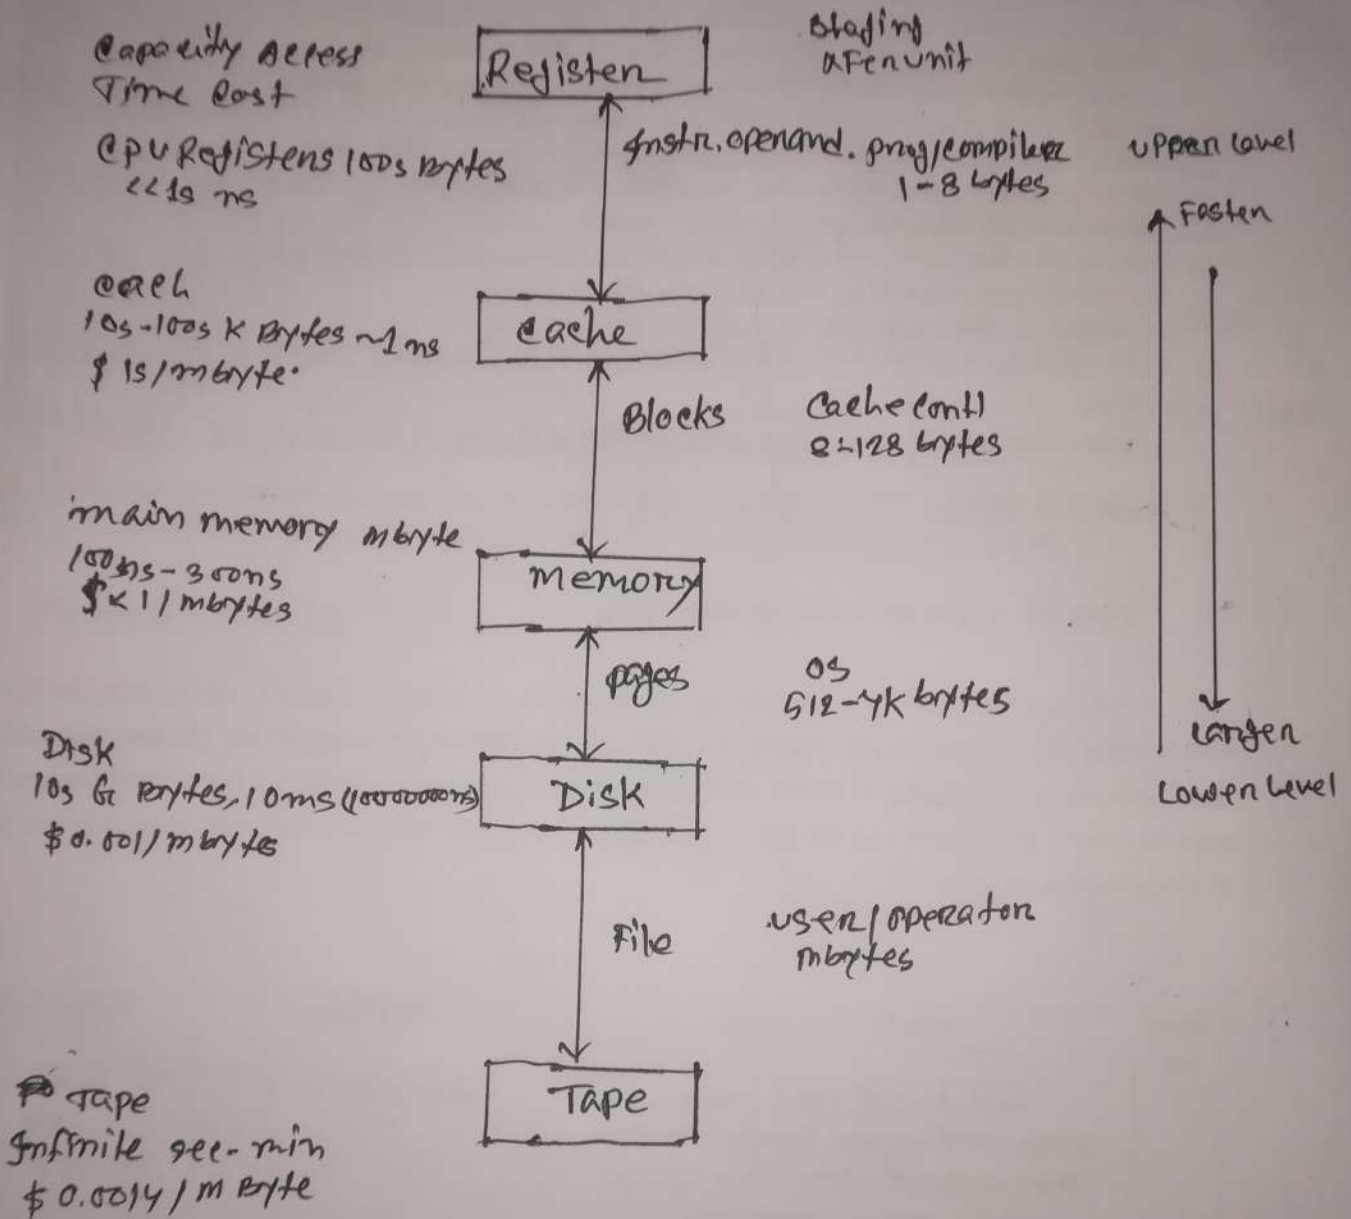 Capacity Access
Time Cost
Register
Staging
xFer unit
CPU Registers 100s Bytes
<<1s ns
Instr. operand. prog/compiler
1-8 bytes
upper level
Faster
cach
10s-100s K Bytes ~1 ns
$ 1s/mbyte.
Cache
Blocks
Cache contl
8-128 bytes
main memory mbyte
100ns-300ns
$<1/mbytes
memory
pages
OS
512-4K bytes
Larger
Lower Level
Disk
10s G Bytes, 10ms (10000000ns)
$0.001/mbytes
Disk
File
user/operator
mbytes
Tape
Infinite sec-min
$0.0014/M Byte
Tape